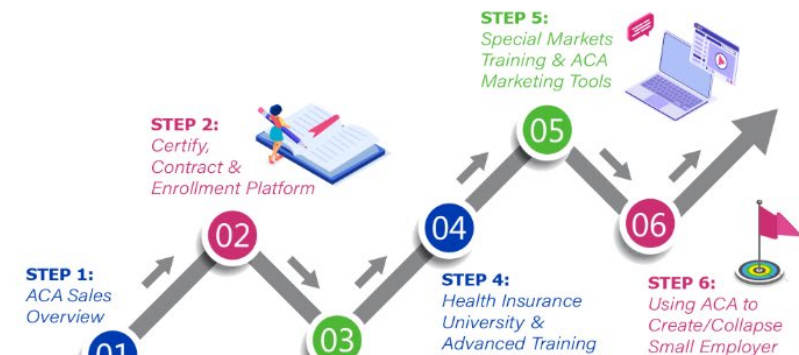 STEP 1:
ACA Sales
Overview
01
STEP 2:
Certify,
Contract &
Enrollment Platform
02
03
STEP 4:
Health Insurance
University &
Advanced Training
04
STEP 5:
Special Markets
Training & ACA
Marketing Tools
05
STEP 6:
Using ACA to
Create/Collapse
Small Employer
06